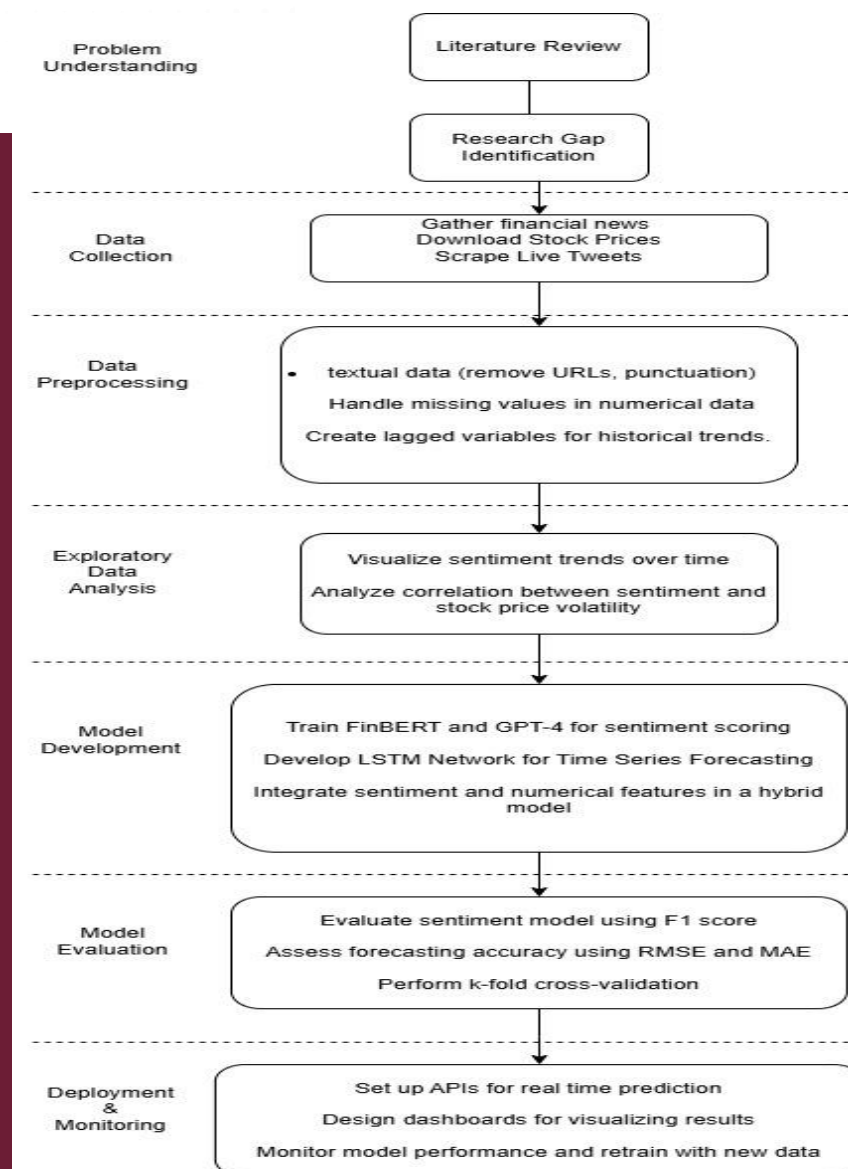 Problem
Understanding
Literature Review
Research Gap
Identification
Data
Collection
Gather financial news
Download Stock Prices
Scrape Live Tweets
Data
Preprocessing
• textual data (remove URLs, punctuation)
Handle missing values in numerical data
Create lagged variables for historical trends.
Exploratory
Data
Analysis
Visualize sentiment trends over time
Analyze correlation between sentiment and
stock price volatility
Model
Development
Train FinBERT and GPT-4 for sentiment scoring
Develop LSTM Network for Time Series Forecasting
Integrate sentiment and numerical features in a hybrid
model
Model
Evaluation
Evaluate sentiment model using F1 score
Assess forecasting accuracy using RMSE and MAE
Perform k-fold cross-validation
Deployment
&
Monitoring
Set up APIs for real time prediction
Design dashboards for visualizing results
Monitor model performance and retrain with new data